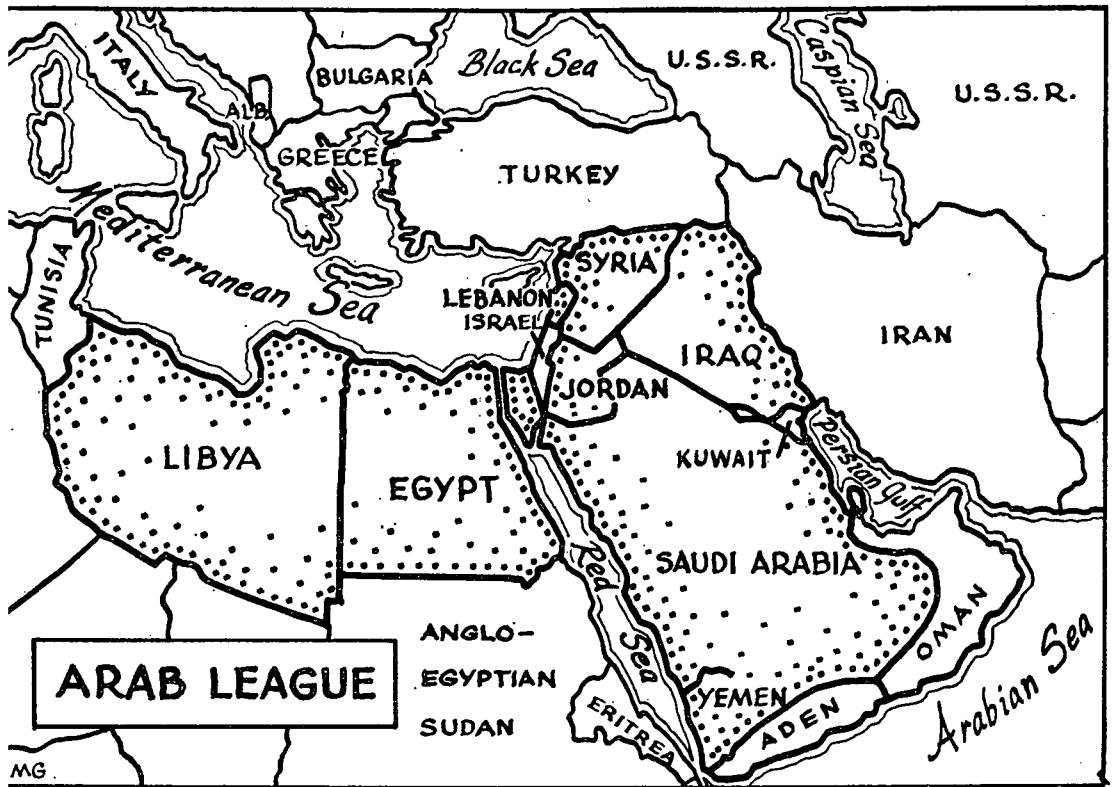 ITALY
ALB.
BULGARIA
Black Sea
U.S.S.R.
Caspian Sea
U.S.S.R.
GREECE
TURKEY
Mediterranean Sea
TUNISIA
SYRIA
LEBANON
ISRAEL
IRAQ
IRAN
JORDAN
LIBYA
EGYPT
KUWAIT
Persian Gulf
SAUDI ARABIA
Red Sea
OMAN
ANGLO-
EGYPTIAN
SUDAN
ARAB LEAGUE
YEMEN
ADEN
ERITREA
Arabian Sea
MG.